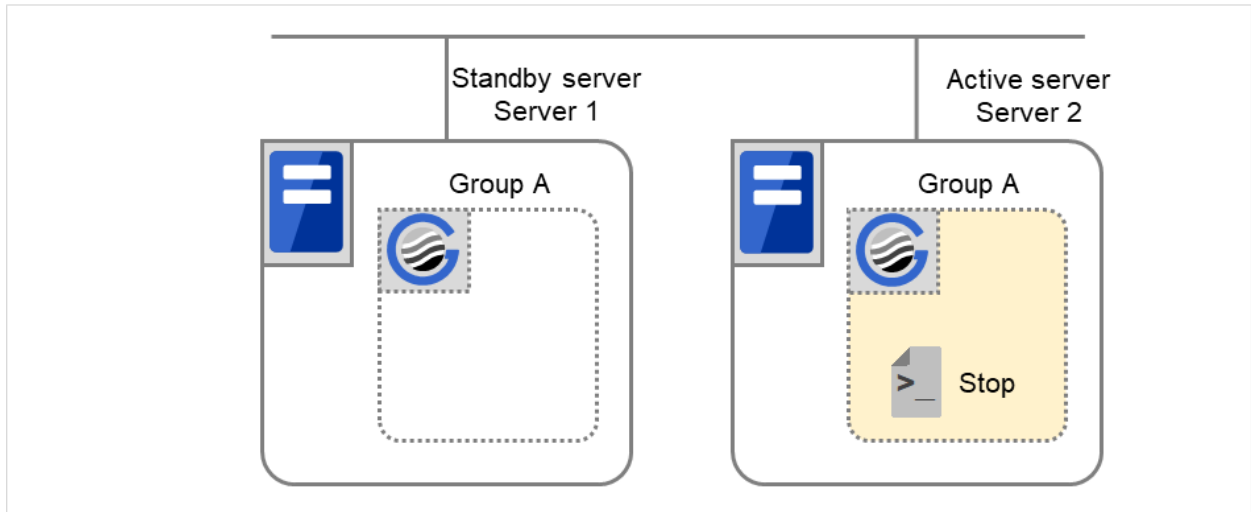 Standby server
Server 1
Active server
Server 2
Group A
Group A
>_
Stop